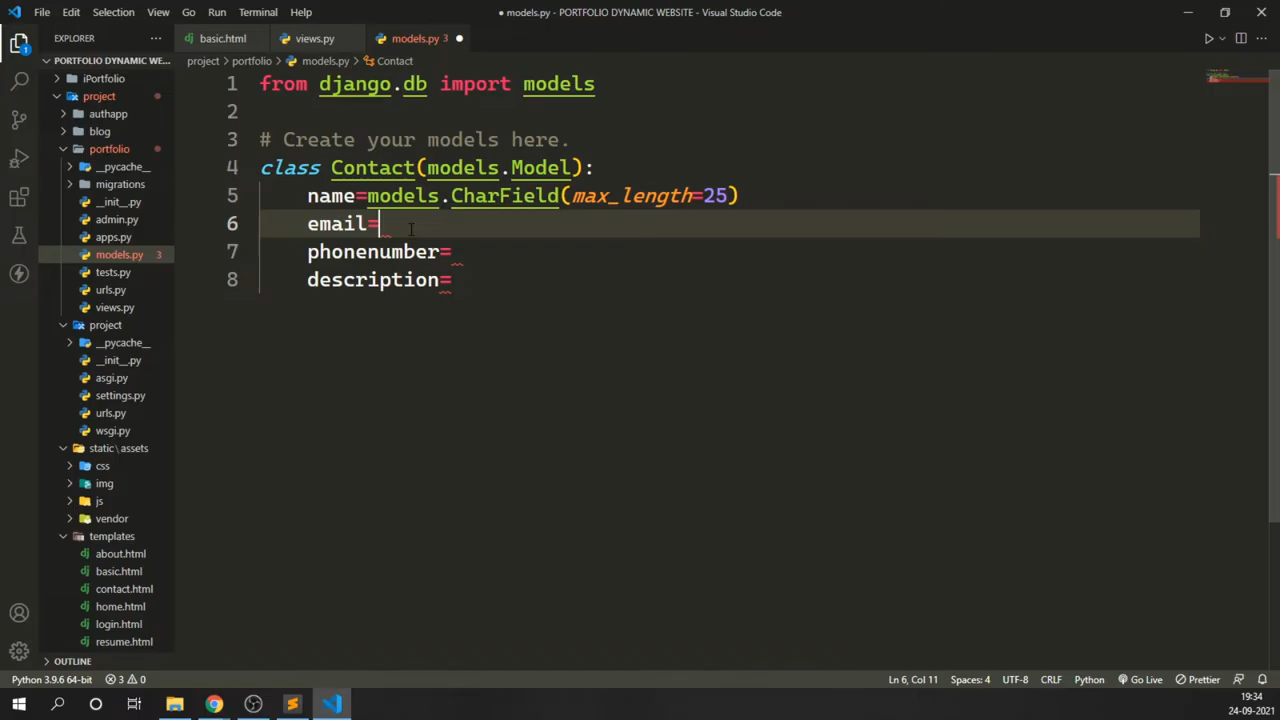 File Edit Selection View Go Run Terminal Help
● models.py - PORTFOLIO DYNAMIC WEBSITE - Visual Studio Code
EXPLORER
basic.html
views.py
models.py 3
PORTFOLIO DYNAMIC WE...
project > portfolio > models.py > Contact
iPortfolio
project
authapp
blog
portfolio
__pycache__
migrations
__init__.py
admin.py
apps.py
models.py 3
tests.py
urls.py
views.py
project
__pycache__
__init__.py
asgi.py
settings.py
urls.py
wsgi.py
static\assets
css
img
js
vendor
templates
about.html
basic.html
contact.html
home.html
login.html
resume.html
OUTLINE
1 from django.db import models
2
3 # Create your models here.
4 class Contact(models.Model):
5 name=models.CharField(max_length=25)
6 email=
7 phonenumber=
8 description=
1
Python 3.9.6 64-bit 3 0
Ln 6, Col 11 Spaces: 4 UTF-8 CRLF Python Go Live Prettier
19:34
24-09-2021